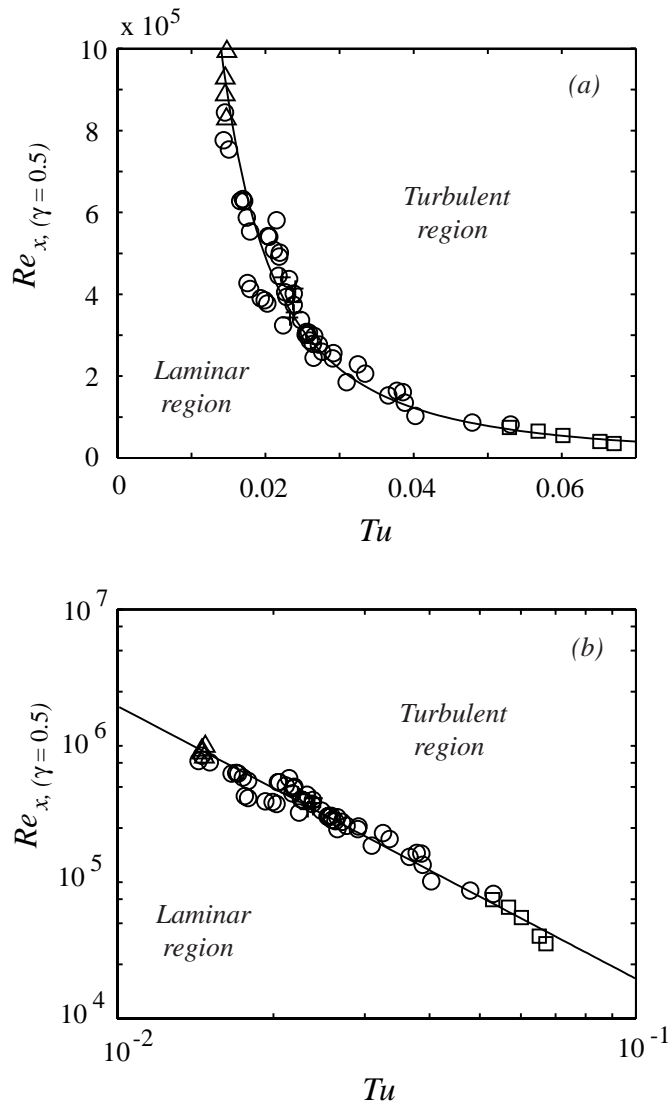 x 10^5
10
(a)
8
Turbulent
region
6
Re_x, (γ = 0.5)
4
Laminar
region
2
0
0 0.02 0.04 0.06
Tu
10^7
(b)
Turbulent
region
10^6
Re_x, (γ = 0.5)
10^5
Laminar
region
10^4
10^-2 10^-1
Tu